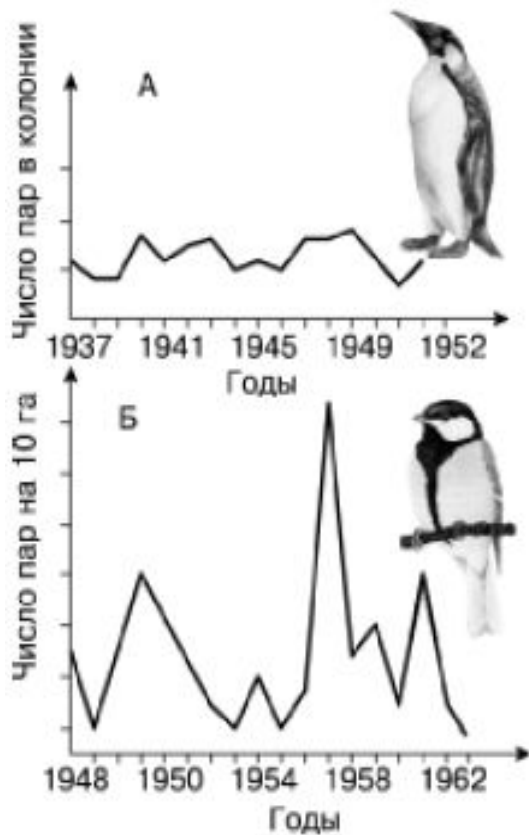 А
Число пар в колонии
1937 1941 1945 1949 1952
Годы
Б
Число пар на 10 га
1948 1950 1954 1958 1962
Годы